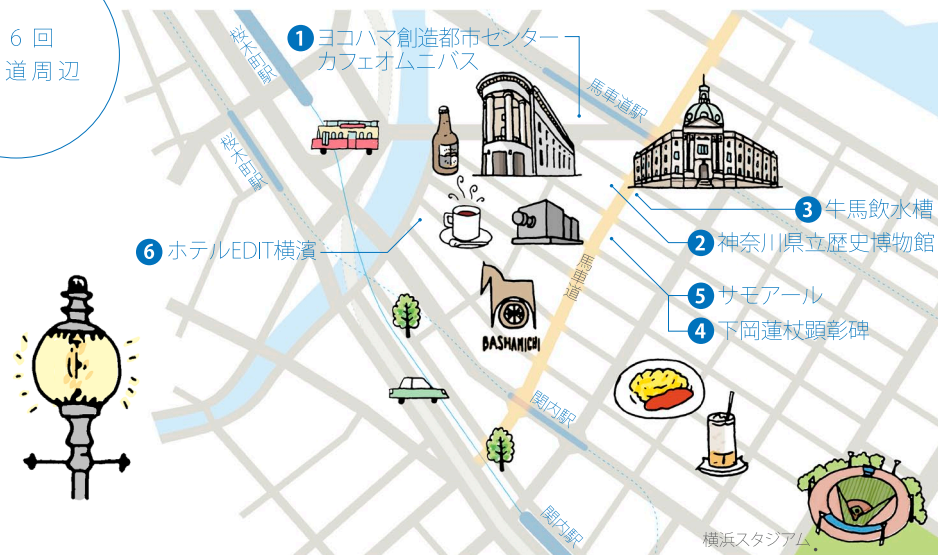 6回
道周辺
桜木町駅
桜木町駅
1 ヨコハマ創造都市センター
カフェオムニバス
馬車道駅
3 牛馬飲水槽
2 神奈川県立歴史博物館
6 ホテルEDIT横濱
馬車道
5 サモアール
4 下岡蓮杖顕彰碑
BASHAMICHI
関内駅
関内駅
横浜スタジアム